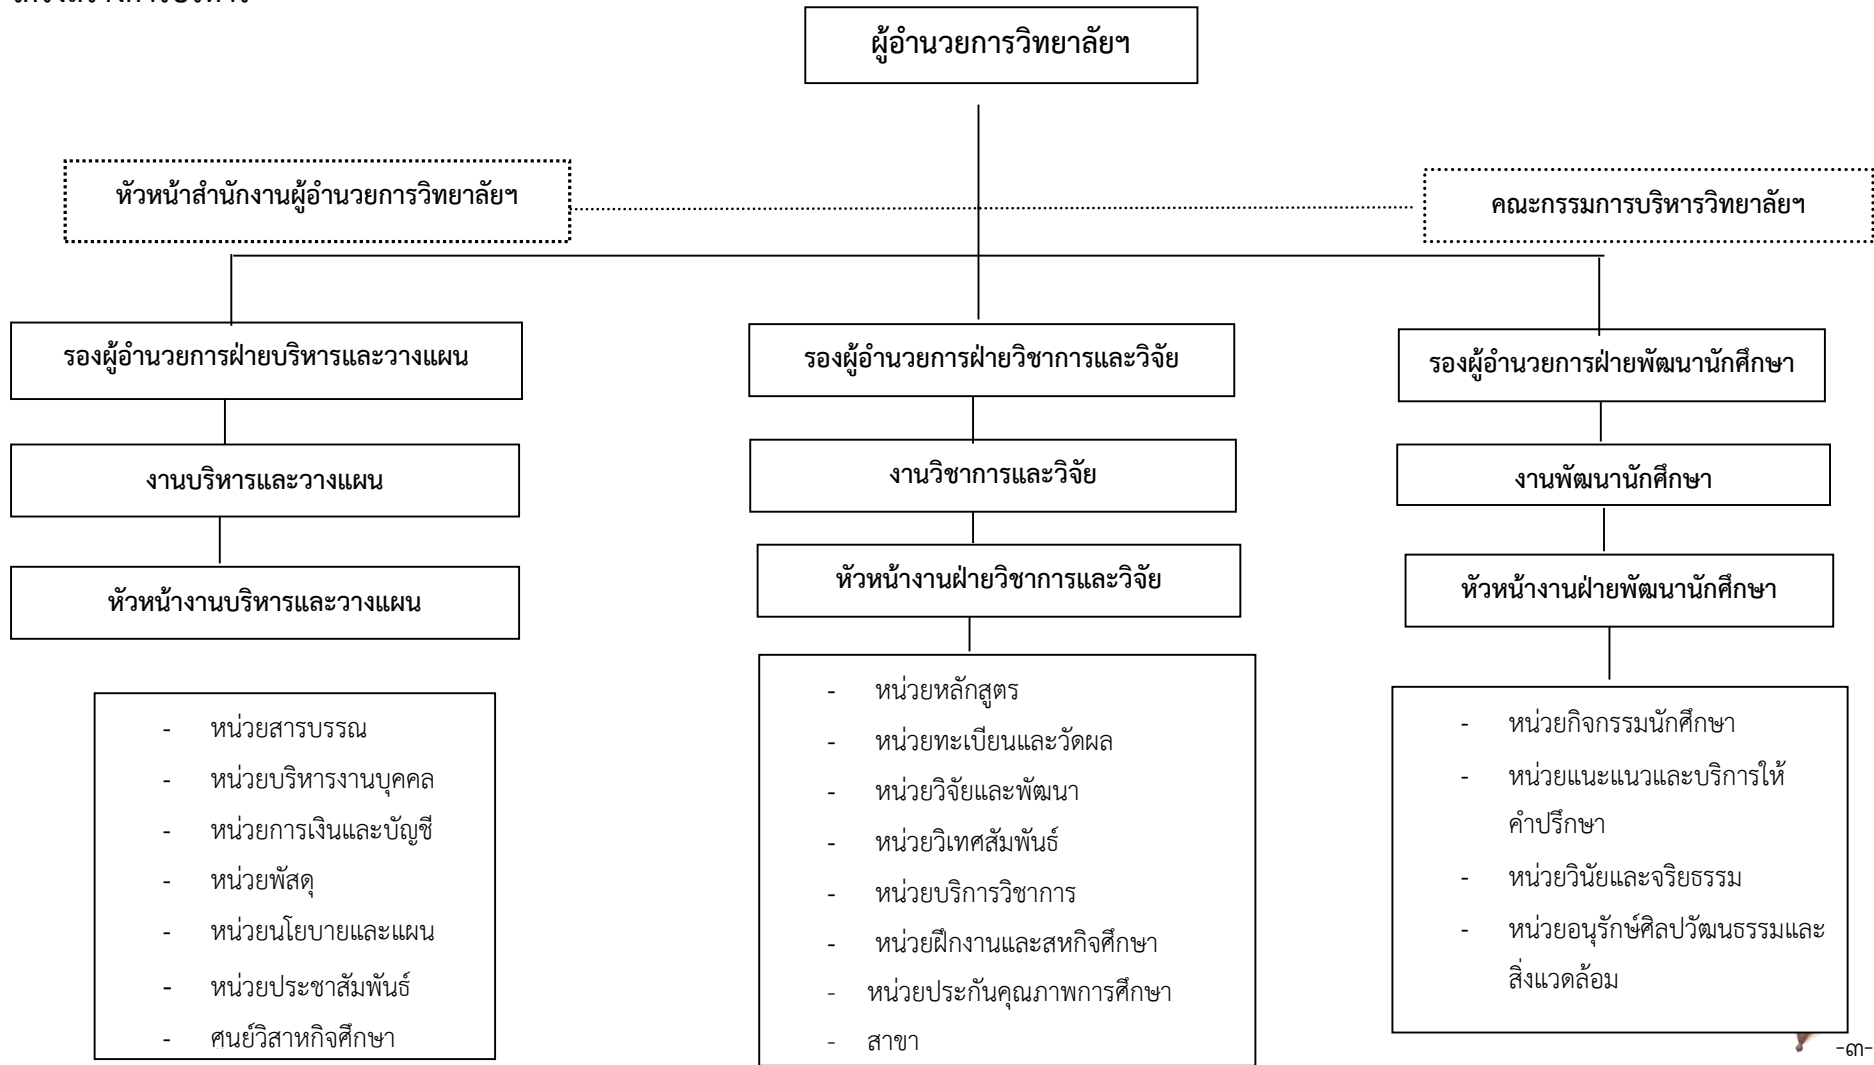 ผู้อำนวยการวิทยาลัยฯ
หัวหน้าสำนักงานผู้อำนวยการวิทยาลัยฯ
คณะกรรมการบริหารวิทยาลัยฯ
รองผู้อำนวยการฝ่ายบริหารและวางแผน
รองผู้อำนวยการฝ่ายวิชาการและวิจัย
รองผู้อำนวยการฝ่ายพัฒนานักศึกษา
งานบริหารและวางแผน
งานวิชาการและวิจัย
งานพัฒนานักศึกษา
หัวหน้างานบริหารและวางแผน
หัวหน้างานฝ่ายวิชาการและวิจัย
หัวหน้างานฝ่ายพัฒนานักศึกษา
- หน่วยสารบรรณ
- หน่วยบริหารงานบุคคล
- หน่วยการเงินและบัญชี
- หน่วยพัสดุ
- หน่วยนโยบายและแผน
- หน่วยประชาสัมพันธ์
- ศูนย์วิสาหกิจศึกษา
- หน่วยหลักสูตร
- หน่วยทะเบียนและวัดผล
- หน่วยวิจัยและพัฒนา
- หน่วยวิเทศสัมพันธ์
- หน่วยบริการวิชาการ
- หน่วยฝึกงานและสหกิจศึกษา
- หน่วยประกันคุณภาพการศึกษา
- สาขา
- หน่วยกิจกรรมนักศึกษา
- หน่วยแนะแนวและบริการให้
คำปรึกษา
- หน่วยวินัยและจริยธรรม
- หน่วยอนุรักษ์ศิลปวัฒนธรรมและ
สิ่งแวดล้อม
-๓-